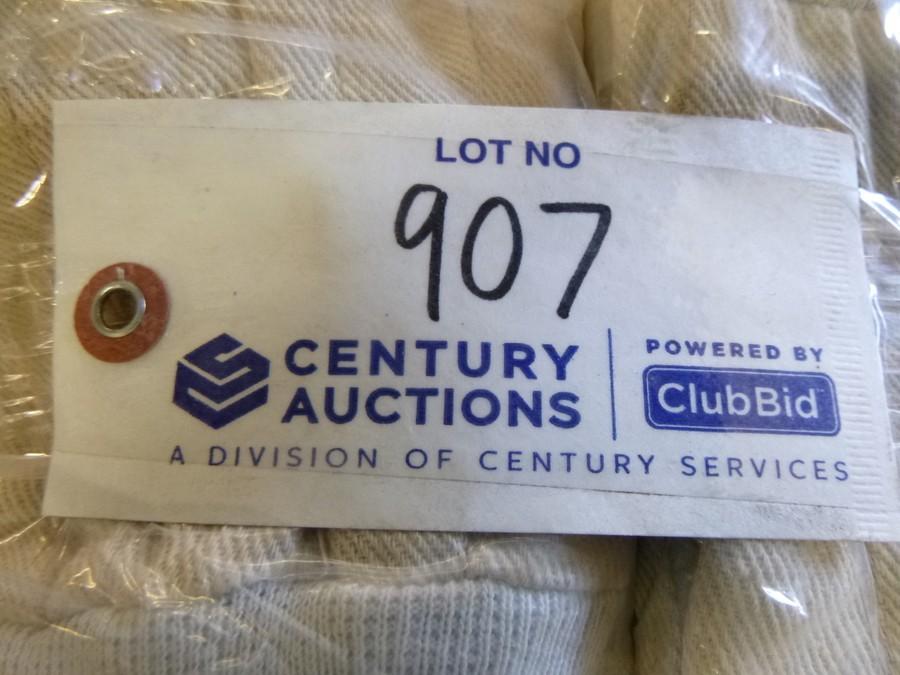 LOT NO
907
CENTURY
AUCTIONS
POWERED BY
ClubBid
A DIVISION OF CENTURY SERVICES